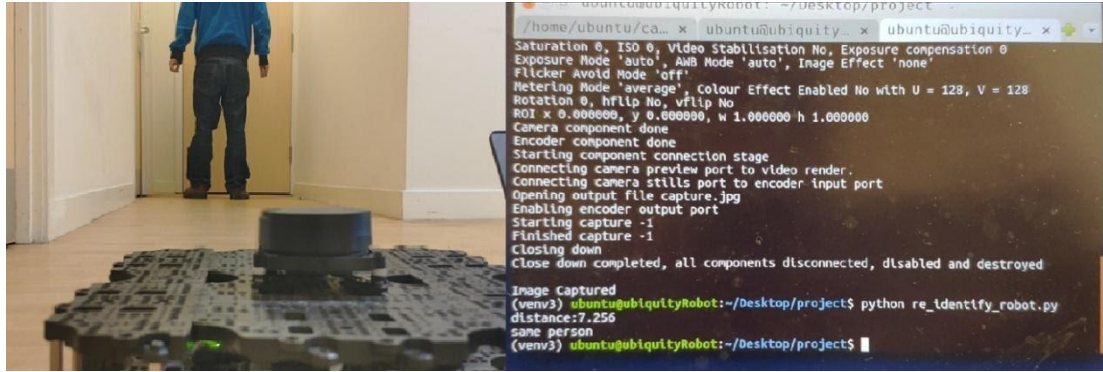 ubuntu@ubiquityRobot: ~/Desktop/project
/home/ubuntu/ca… × ubuntu@ubiquity… × ubuntu@ubiquity… ×
Saturation 0, ISO 0, Video Stabilisation No, Exposure compensation 0
Exposure Mode 'auto', AWB Mode 'auto', Image Effect 'none'
Flicker Avoid Mode 'off'
Metering Mode 'average', Colour Effect Enabled No with U = 128, V = 128
Rotation 0, hflip No, vflip No
ROI x 0.000000, y 0.000000, w 1.000000 h 1.000000
Camera component done
Encoder component done
Starting component connection stage
Connecting camera preview port to video render.
Connecting camera stills port to encoder input port
Opening output file capture.jpg
Enabling encoder output port
Starting capture -1
Finished capture -1
Closing down
Close down completed, all components disconnected, disabled and destroyed
Image Captured
(venv3) ubuntu@ubiquityRobot:~/Desktop/project$ python re_identify_robot.py
distance:7.256
same person
(venv3) ubuntu@ubiquityRobot:~/Desktop/project$